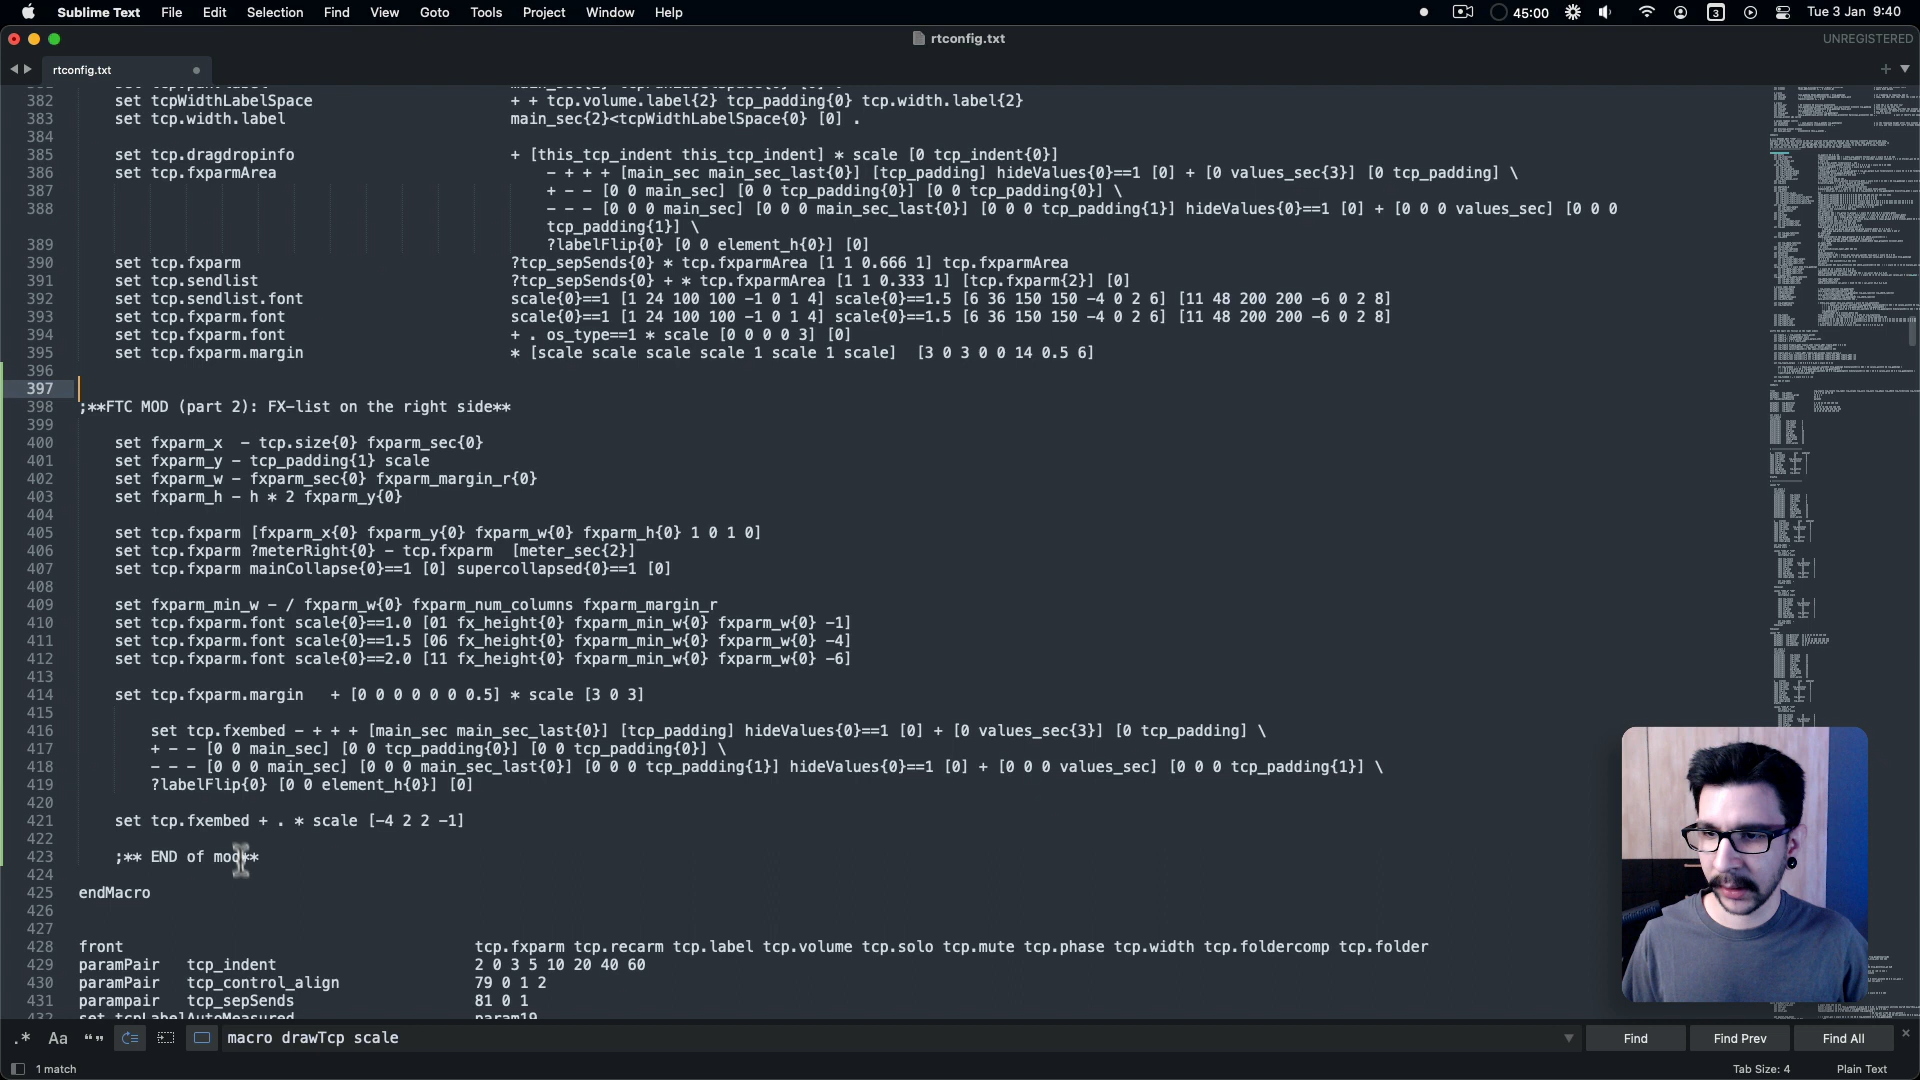 Sublime Text File Edit Selection Find View Goto Tools Project Window Help 45:00 3 Tue 3 Jan 9:40
rtconfig.txt UNREGISTERED
rtconfig.txt
382 set tcpWidthLabelSpace + + tcp.volume.label{2} tcp_padding{0} tcp.width.label{2}
383 set tcp.width.label main_sec{2}<tcpWidthLabelSpace{0} [0] .
384
385 set tcp.dragdropinfo + [this_tcp_indent this_tcp_indent] * scale [0 tcp_indent{0}]
386 set tcp.fxparmArea - + + + [main_sec main_sec_last{0}] [tcp_padding] hideValues{0}==1 [0] + [0 values_sec{3}] [0 tcp_padding] \
387 + - - [0 0 main_sec] [0 0 tcp_padding{0}] [0 0 tcp_padding{0}] \
388 - - - [0 0 0 main_sec] [0 0 0 main_sec_last{0}] [0 0 0 tcp_padding{1}] hideValues{0}==1 [0] + [0 0 0 values_sec] [0 0 0
tcp_padding{1}] \
389 ?labelFlip{0} [0 0 element_h{0}] [0]
390 set tcp.fxparm ?tcp_sepSends{0} * tcp.fxparmArea [1 1 0.666 1] tcp.fxparmArea
391 set tcp.sendlist ?tcp_sepSends{0} + * tcp.fxparmArea [1 1 0.333 1] [tcp.fxparm{2}] [0]
392 set tcp.sendlist.font scale{0}==1 [1 24 100 100 -1 0 1 4] scale{0}==1.5 [6 36 150 150 -4 0 2 6] [11 48 200 200 -6 0 2 8]
393 set tcp.fxparm.font scale{0}==1 [1 24 100 100 -1 0 1 4] scale{0}==1.5 [6 36 150 150 -4 0 2 6] [11 48 200 200 -6 0 2 8]
394 set tcp.fxparm.font + . os_type==1 * scale [0 0 0 0 3] [0]
395 set tcp.fxparm.margin * [scale scale scale scale 1 scale 1 scale] [3 0 3 0 0 14 0.5 6]
396
397
398 ;**FTC MOD (part 2): FX-list on the right side**
399
400 set fxparm_x - tcp.size{0} fxparm_sec{0}
401 set fxparm_y - tcp_padding{1} scale
402 set fxparm_w - fxparm_sec{0} fxparm_margin_r{0}
403 set fxparm_h - h * 2 fxparm_y{0}
404
405 set tcp.fxparm [fxparm_x{0} fxparm_y{0} fxparm_w{0} fxparm_h{0} 1 0 1 0]
406 set tcp.fxparm ?meterRight{0} - tcp.fxparm [meter_sec{2}]
407 set tcp.fxparm mainCollapse{0}==1 [0] supercollapsed{0}==1 [0]
408
409 set fxparm_min_w - / fxparm_w{0} fxparm_num_columns fxparm_margin_r
410 set tcp.fxparm.font scale{0}==1.0 [01 fx_height{0} fxparm_min_w{0} fxparm_w{0} -1]
411 set tcp.fxparm.font scale{0}==1.5 [06 fx_height{0} fxparm_min_w{0} fxparm_w{0} -4]
412 set tcp.fxparm.font scale{0}==2.0 [11 fx_height{0} fxparm_min_w{0} fxparm_w{0} -6]
413
414 set tcp.fxparm.margin + [0 0 0 0 0 0 0.5] * scale [3 0 3]
415
416 set tcp.fxembed - + + + [main_sec main_sec_last{0}] [tcp_padding] hideValues{0}==1 [0] + [0 values_sec{3}] [0 tcp_padding] \
417 + - - [0 0 main_sec] [0 0 tcp_padding{0}] [0 0 tcp_padding{0}] \
418 - - - [0 0 0 main_sec] [0 0 0 main_sec_last{0}] [0 0 0 tcp_padding{1}] hideValues{0}==1 [0] + [0 0 0 values_sec] [0 0 0 tcp_padding{1}] \
419 ?labelFlip{0} [0 0 element_h{0}] [0]
420
421 set tcp.fxembed + . * scale [-4 2 2 -1]
422
423 ;** END of mod**
424
425 endMacro
426
427
428 front tcp.fxparm tcp.recarm tcp.label tcp.volume tcp.solo tcp.mute tcp.phase tcp.width tcp.foldercomp tcp.folder
429 paramPair tcp_indent 2 0 3 5 10 20 40 60
430 paramPair tcp_control_align 79 0 1 2
431 parampair tcp_sepSends 81 0 1
432 set tcpLabelAutoMeasured param19
.* Aa “” macro drawTcp scale Find Find Prev Find All
1 match Tab Size: 4 Plain Text